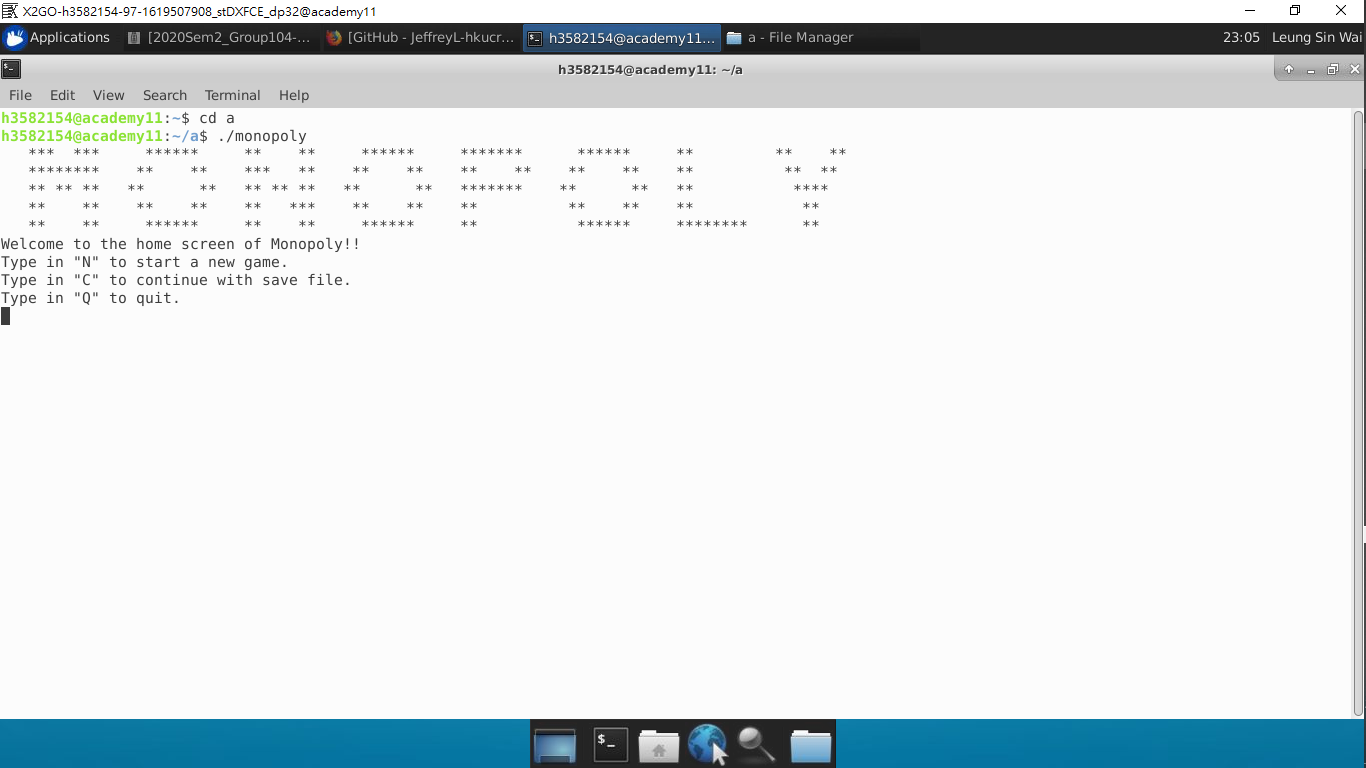 X2GO-h3582154-97-1619507908_stDXFCE_dp32@academy11
Applications [2020Sem2_Group104-... [GitHub - JeffreyL-hkucr... h3582154@academy11... a - File Manager 23:05 Leung Sin Wai
h3582154@academy11: ~/a
File Edit View Search Terminal Help
h3582154@academy11:~$ cd a
h3582154@academy11:~/a$ ./monopoly
MONOPOLY
Welcome to the home screen of Monopoly!!
Type in "N" to start a new game.
Type in "C" to continue with save file.
Type in "Q" to quit.
$_